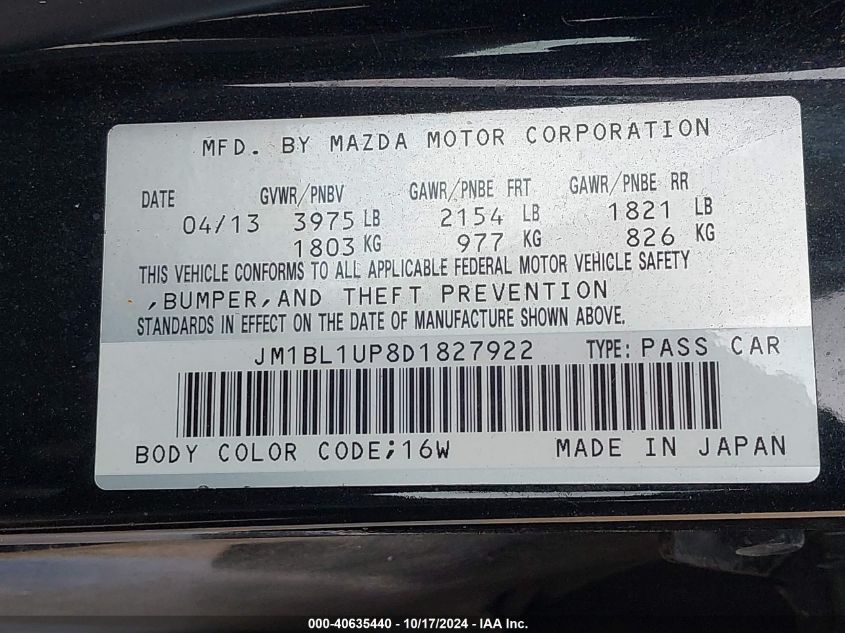 MFD. BY MAZDA MOTOR CORPORATION
DATE GVWR/PNBV GAWR/PNBE FRT GAWR/PNBE RR
04/13 3975 LB 2154 LB 1821 LB
1803 KG 977 KG 826 KG
THIS VEHICLE CONFORMS TO ALL APPLICABLE FEDERAL MOTOR VEHICLE SAFETY
,BUMPER,AND THEFT PREVENTION
STANDARDS IN EFFECT ON THE DATE OF MANUFACTURE SHOWN ABOVE.
JM1BL1UP8D1827922 TYPE: PASS CAR
BODY COLOR CODE;16W MADE IN JAPAN
000-40635440 - 10/17/2024 - IAA Inc.